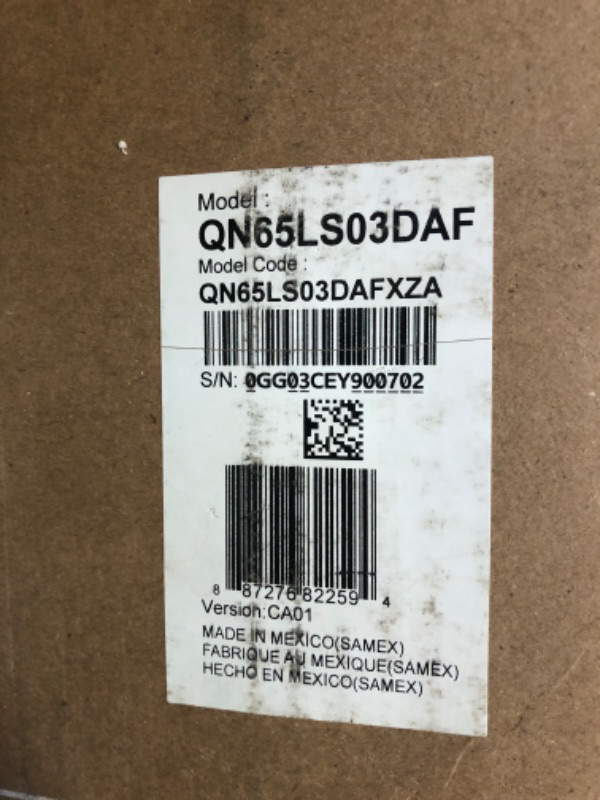 Model :
QN65LS03DAF
Model Code :
QN65LS03DAFXZA
S/N: 0GG03CEY900702
8 87276 82259 4
Version:CA01
MADE IN MEXICO(SAMEX)
FABRIQUE AU MEXIQUE(SAMEX)
HECHO EN MEXICO(SAMEX)